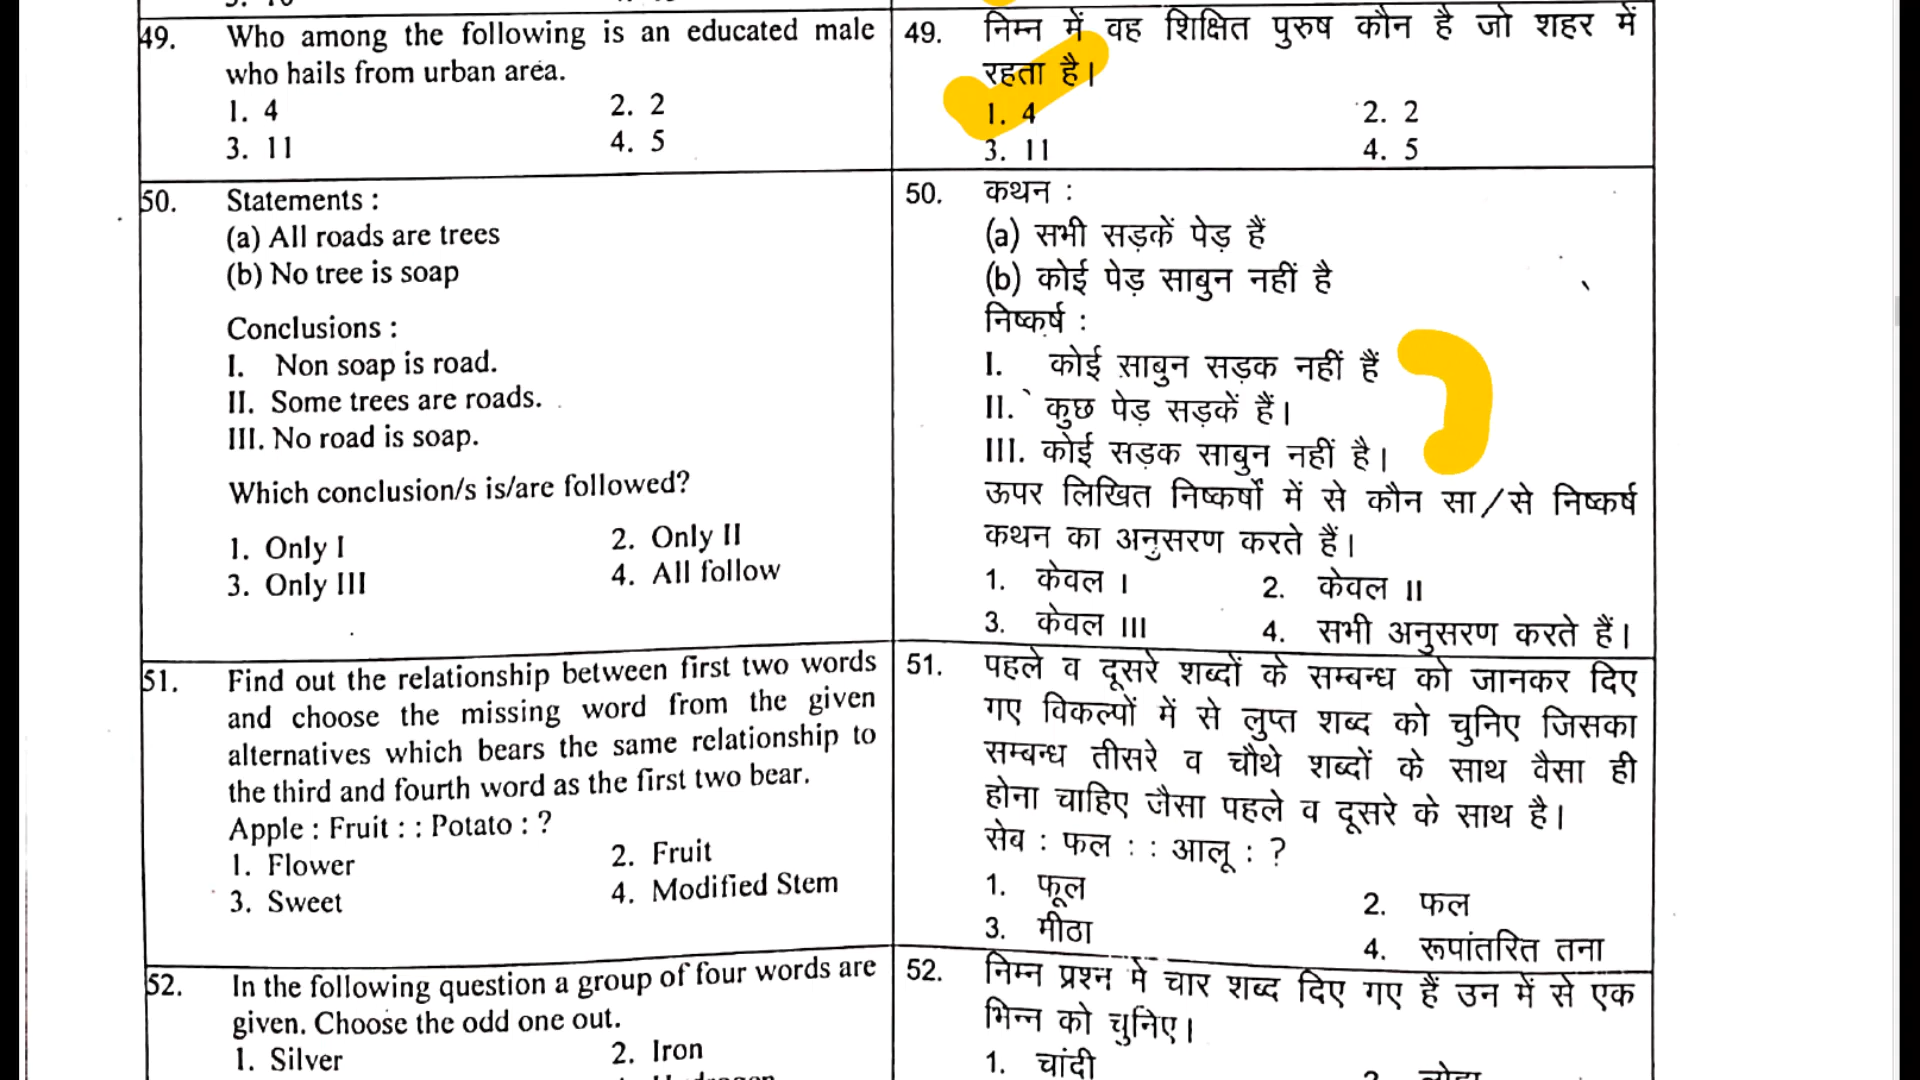 49. Who among the following is an educated male
who hails from urban area.
1. 4 2. 2
3. 11 4. 5
50. Statements :
(a) All roads are trees
(b) No tree is soap
Conclusions :
I. Non soap is road.
II. Some trees are roads.
III. No road is soap.
Which conclusion/s is/are followed?
1. Only I 2. Only II
3. Only III 4. All follow
51. Find out the relationship between first two words
and choose the missing word from the given
alternatives which bears the same relationship to
the third and fourth word as the first two bear.
Apple : Fruit : : Potato : ?
1. Flower 2. Fruit
3. Sweet 4. Modified Stem
52. In the following question a group of four words are
given. Choose the odd one out.
1. Silver 2. Iron
49. निम्न में वह शिक्षित पुरुष कौन है जो शहर में
रहता है।
1. 4 2. 2
3. 11 4. 5
50. कथन :
(a) सभी सड़कें पेड़ हैं
(b) कोई पेड़ साबुन नहीं है
निष्कर्ष :
I. कोई साबुन सड़क नहीं हैं
II. कुछ पेड़ सड़कें हैं।
III. कोई सड़क साबुन नहीं है।
ऊपर लिखित निष्कर्षों में से कौन सा/से निष्कर्ष
कथन का अनुसरण करते हैं।
1. केवल I 2. केवल II
3. केवल III 4. सभी अनुसरण करते हैं।
51. पहले व दूसरे शब्दों के सम्बन्ध को जानकर दिए
गए विकल्पों में से लुप्त शब्द को चुनिए जिसका
सम्बन्ध तीसरे व चौथे शब्दों के साथ वैसा ही
होना चाहिए जैसा पहले व दूसरे के साथ है।
सेब : फल : : आलू : ?
1. फूल 2. फल
3. मीठा 4. रूपांतरित तना
52. निम्न प्रश्न मे चार शब्द दिए गए हैं उन में से एक
भिन्न को चुनिए।
1. चांदी